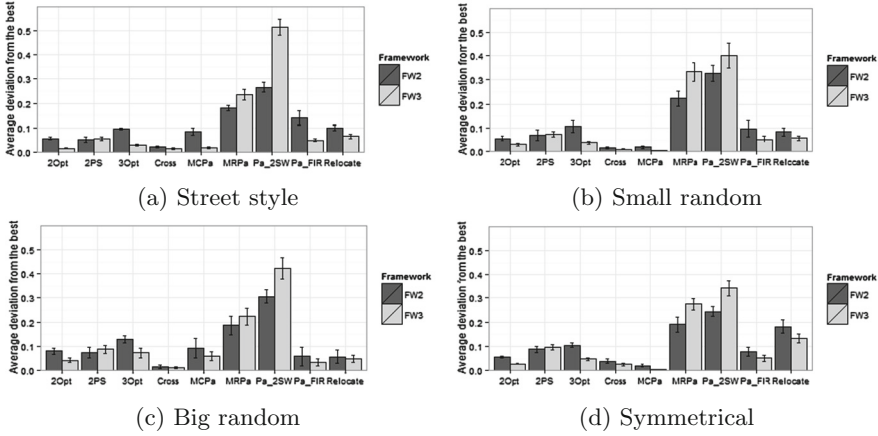 Average deviation from the best
0.5
0.4
0.3
0.2
0.1
0.0
2Opt 2PS 3Opt Cross MCPa MRPa Pa_2SW Pa_FIR Relocate
Framework
FW2
FW3
(a) Street style
Average deviation from the best
0.5
0.4
0.3
0.2
0.1
0.0
2Opt 2PS 3Opt Cross MCPa MRPa Pa_2SW Pa_FIR Relocate
Framework
FW2
FW3
(b) Small random
Average deviation from the best
0.5
0.4
0.3
0.2
0.1
0.0
2Opt 2PS 3Opt Cross MCPa MRPa Pa_2SW Pa_FIR Relocate
Framework
FW2
FW3
(c) Big random
Average deviation from the best
0.5
0.4
0.3
0.2
0.1
0.0
2Opt 2PS 3Opt Cross MCPa MRPa Pa_2SW Pa_FIR Relocate
Framework
FW2
FW3
(d) Symmetrical